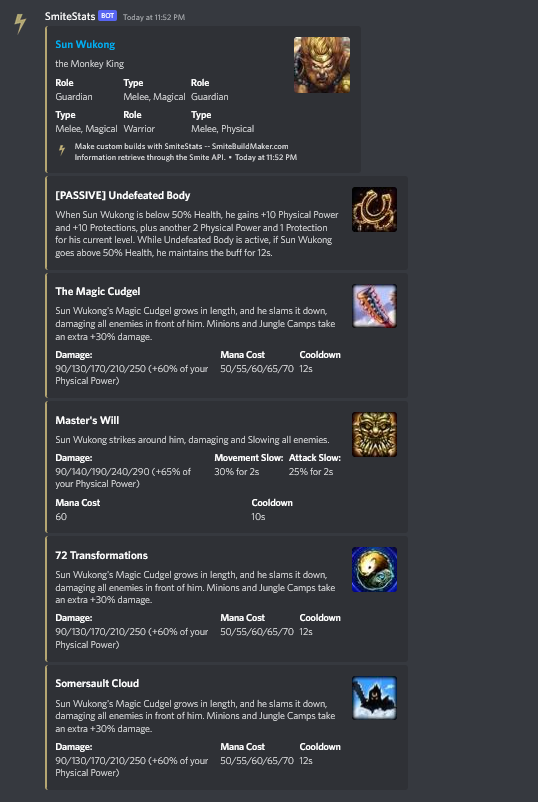 SmiteStats BOT Today at 11:52 PM
Sun Wukong
the Monkey King
Role Type Role
Guardian Melee, Magical Guardian
Type Role Type
Melee, Magical Warrior Melee, Physical
Make custom builds with SmiteStats -- SmiteBuildMaker.com
Information retrieve through the Smite API. • Today at 11:52 PM
[PASSIVE] Undefeated Body
When Sun Wukong is below 50% Health, he gains +10 Physical Power
and +10 Protections, plus another 2 Physical Power and 1 Protection
for his current level. While Undefeated Body is active, if Sun Wukong
goes above 50% Health, he maintains the buff for 12s.
The Magic Cudgel
Sun Wukong's Magic Cudgel grows in length, and he slams it down,
damaging all enemies in front of him. Minions and Jungle Camps take
an extra +30% damage.
Damage: Mana Cost Cooldown
90/130/170/210/250 (+60% of your 50/55/60/65/70 12s
Physical Power)
Master's Will
Sun Wukong strikes around him, damaging and Slowing all enemies.
Damage: Movement Slow: Attack Slow:
90/140/190/240/290 (+65% of 30% for 2s 25% for 2s
your Physical Power)
Mana Cost Cooldown
60 10s
72 Transformations
Sun Wukong's Magic Cudgel grows in length, and he slams it down,
damaging all enemies in front of him. Minions and Jungle Camps take
an extra +30% damage.
Damage: Mana Cost Cooldown
90/130/170/210/250 (+60% of your 50/55/60/65/70 12s
Physical Power)
Somersault Cloud
Sun Wukong's Magic Cudgel grows in length, and he slams it down,
damaging all enemies in front of him. Minions and Jungle Camps take
an extra +30% damage.
Damage: Mana Cost Cooldown
90/130/170/210/250 (+60% of your 50/55/60/65/70 12s
Physical Power)